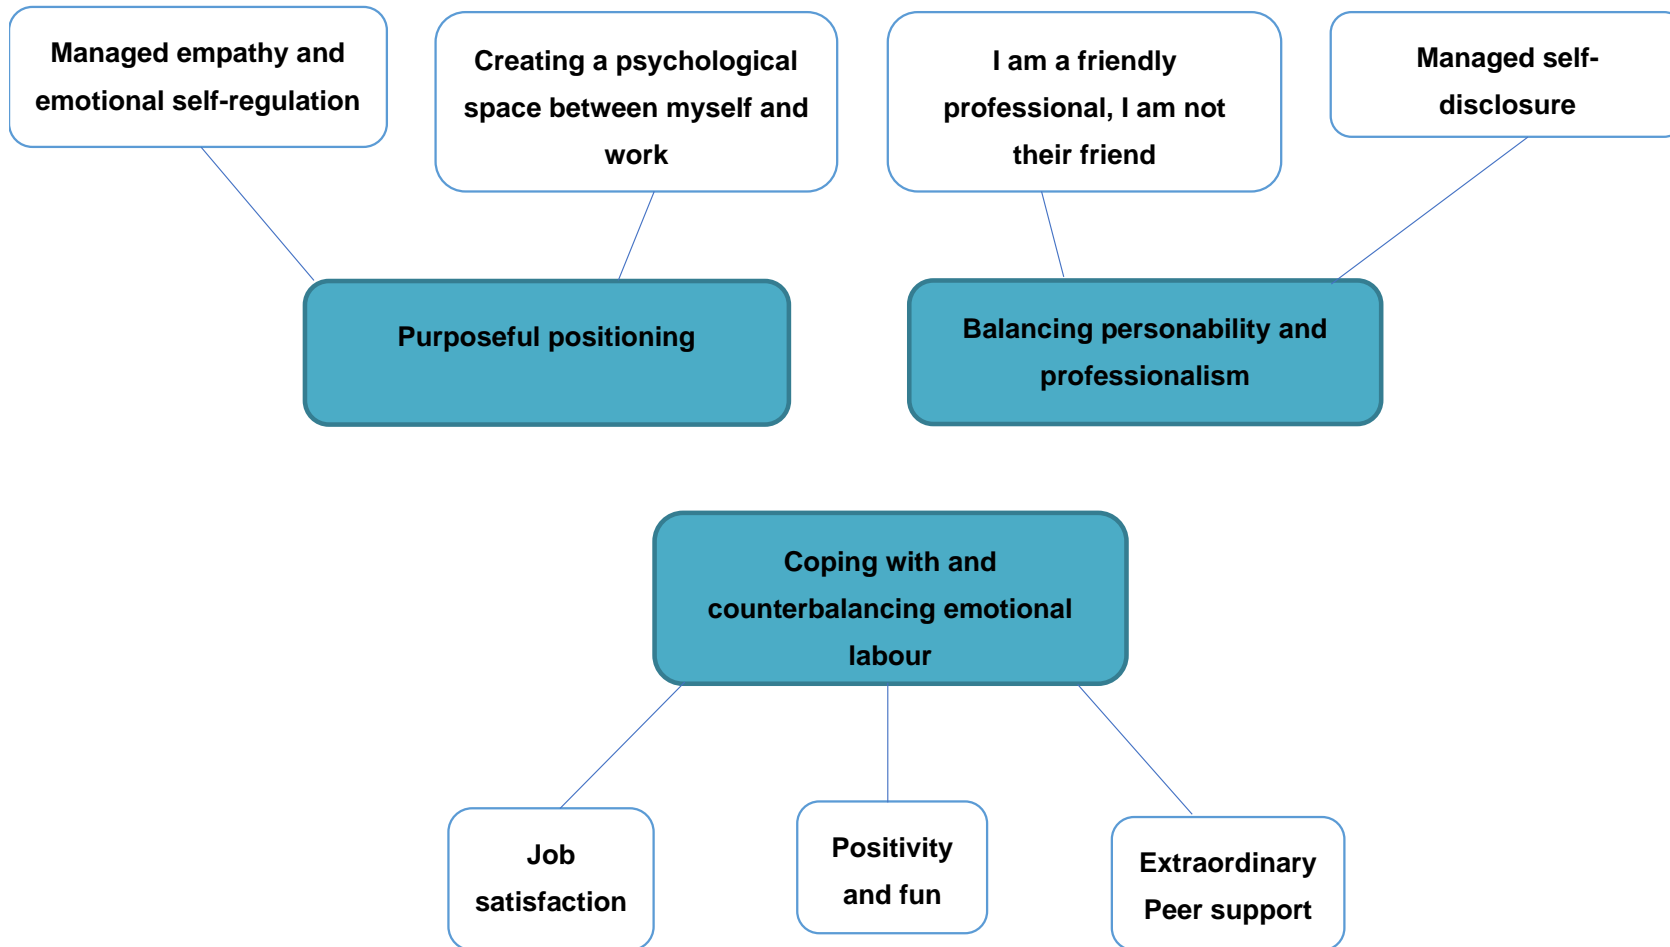 Managed empathy and
emotional self-regulation
Creating a psychological
space between myself and
work
I am a friendly
professional, I am not
their friend
Managed self-
disclosure
Purposeful positioning
Balancing personability and
professionalism
Coping with and
counterbalancing emotional
labour
Job
satisfaction
Positivity
and fun
Extraordinary
Peer support